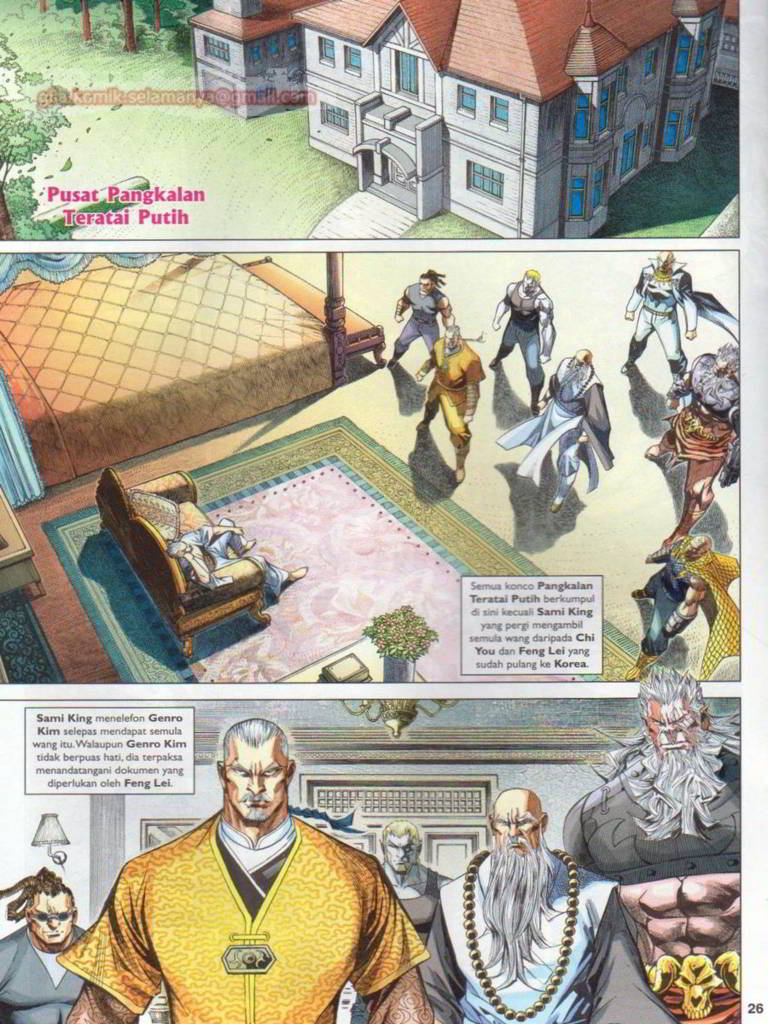 gila.komik.selamanya@gmail.com
Pusat Pangkalan
Teratai Putih
Semua konco Pangkalan
Teratai Putih berkumpul
di sini kecuali Sami King
yang pergi mengambil
semula wang daripada Chi
You dan Feng Lei yang
sudah pulang ke Korea.
Sami King menelefon Genro
Kim selepas mendapat semula
wang itu. Walaupun Genro Kim
tidak berpuas hati, dia terpaksa
menandatangani dokumen yang
diperlukan oleh Feng Lei.
26